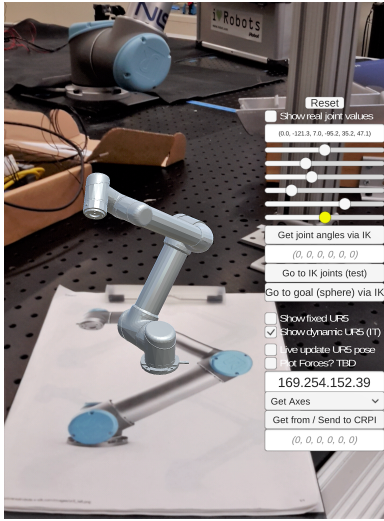 NIS
i ♥ Robots
Reset
Show real joint values
(0.0, -121.3, 7.0, -95.2, 35.2, 47.1)
Get joint angles via IK
(0, 0, 0, 0, 0, 0)
Go to IK joints (test)
Go to goal (sphere) via IK
Show fixed UR5
Show dynamic UR5 (IT)
Live update UR5 pose
Plot Forces? TBD
169.254.152.39
Get Axes
Get from / Send to CRPI
(0, 0, 0, 0, 0, 0)